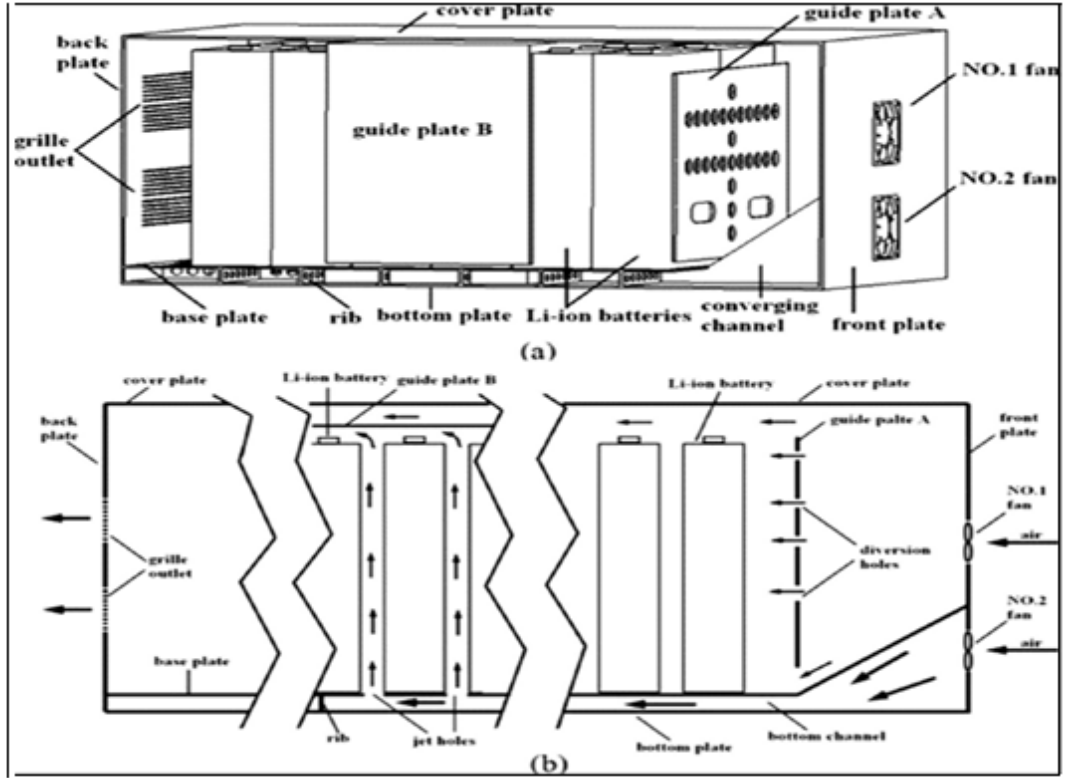 cover plate
guide plate A
back
plate
NO.1 fan
grille
outlet
guide plate B
NO.2 fan
base plate
rib
bottom plate
Li-ion batteries
converging
channel
front plate
(a)
cover plate
Li-ion battery
guide plate B
Li-ion battery
cover plate
back
plate
guide palte A
front
plate
NO.1
fan
air
grille
outlet
diversion
holes
NO.2
fan
air
base plate
rib
jet holes
bottom plate
bottom channel
(b)